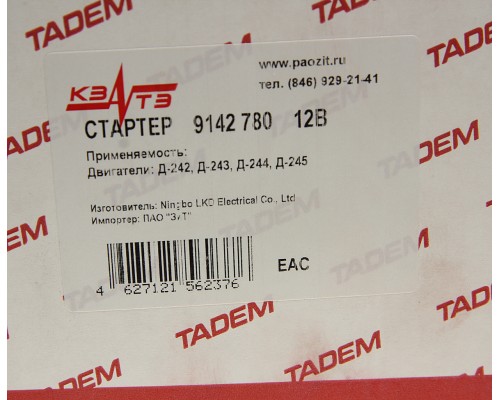 TADEM
TADEM
TADEM
www.paozit.ru
тел. (846) 929-21-41
КЗАТЭ
СТАРТЕР 9142 780 12В
Применяемость:
Двигатели: Д-242, Д-243, Д-244, Д-245
TADEM
Изготовитель: Ningbo LKD Electrical Co., Ltd
Импортер: ПАО "ЗиТ"
TADEM
EAC
4 627121 562376
TADEM
TADEM
TADEM
TADEM